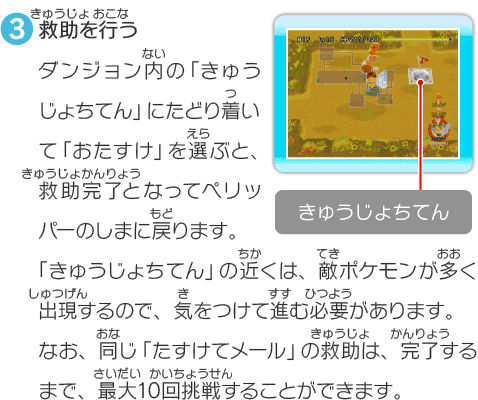 3 救助を行う
ダンジョン内の「きゅう
じょちてん」にたどり着い
て「おたすけ」を選ぶと、
救助完了となってペリッ
パーのしまに戻ります。
きゅうじょちてん
「きゅうじょちてん」の近くは、敵ポケモンが多く
出現するので、気をつけて進む必要があります。
なお、同じ「たすけてメール」の救助は、完了する
まで、最大10回挑戦することができます。